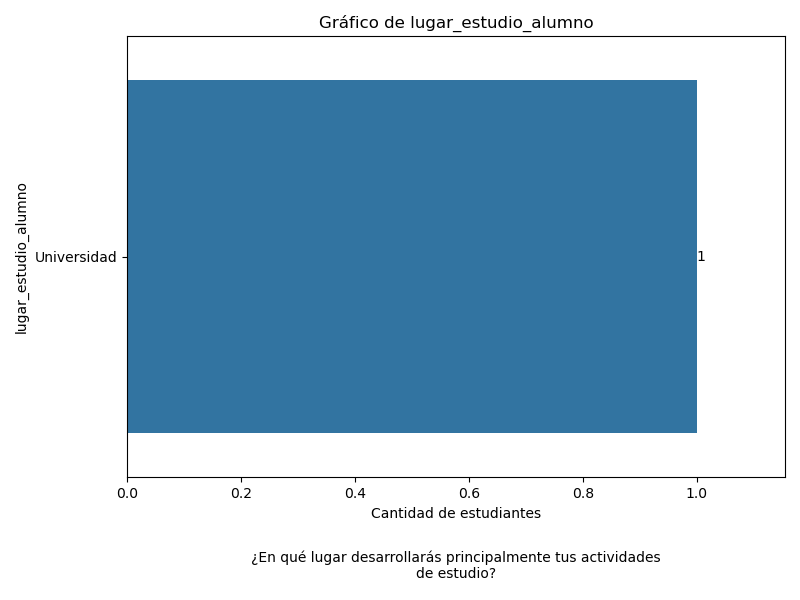 Gráfico de lugar_estudio_alumno
lugar_estudio_alumno
Universidad
1
0.0 0.2 0.4 0.6 0.8 1.0
Cantidad de estudiantes
¿En qué lugar desarrollarás principalmente tus actividades
de estudio?